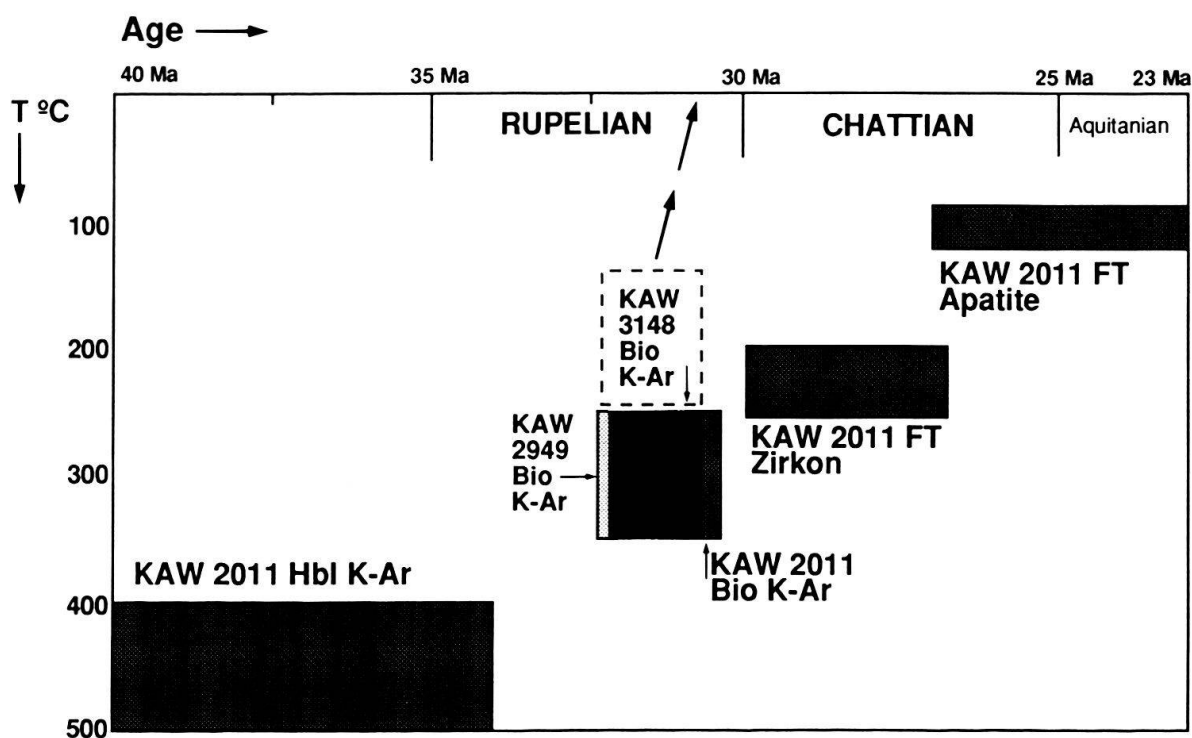 Age
40 Ma 35 Ma 30 Ma 25 Ma 23 Ma
T ºC
RUPELIAN CHATTIAN Aquitanian
100
200
300
400
500
KAW 2011 FT
Apatite
KAW
3148
Bio
K-Ar
KAW 2011 FT
Zirkon
KAW
2949
Bio
K-Ar
KAW 2011
Bio K-Ar
KAW 2011 Hbl K-Ar